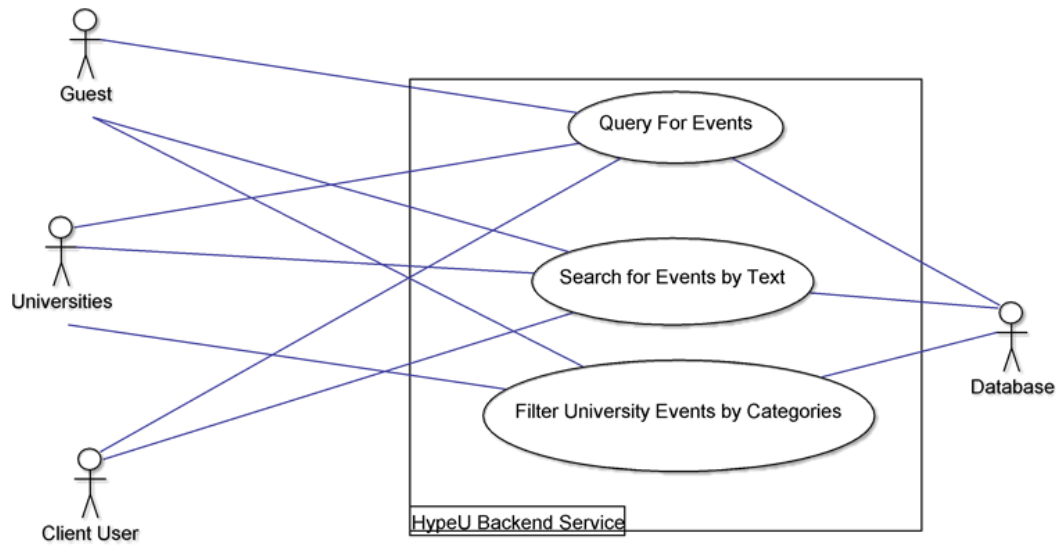 Guest
Query For Events
Universities
Search for Events by Text
Database
Filter University Events by Categories
Client User
HypeU Backend Service